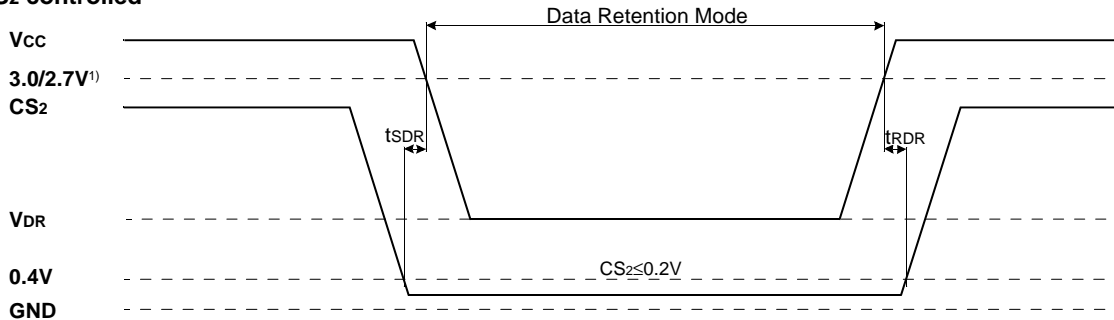 controlled
Data Retention Mode
VCC
3.0/2.7V1)
CS2
tSDR
tRDR
VDR
0.4V
CS2≤0.2V
GND